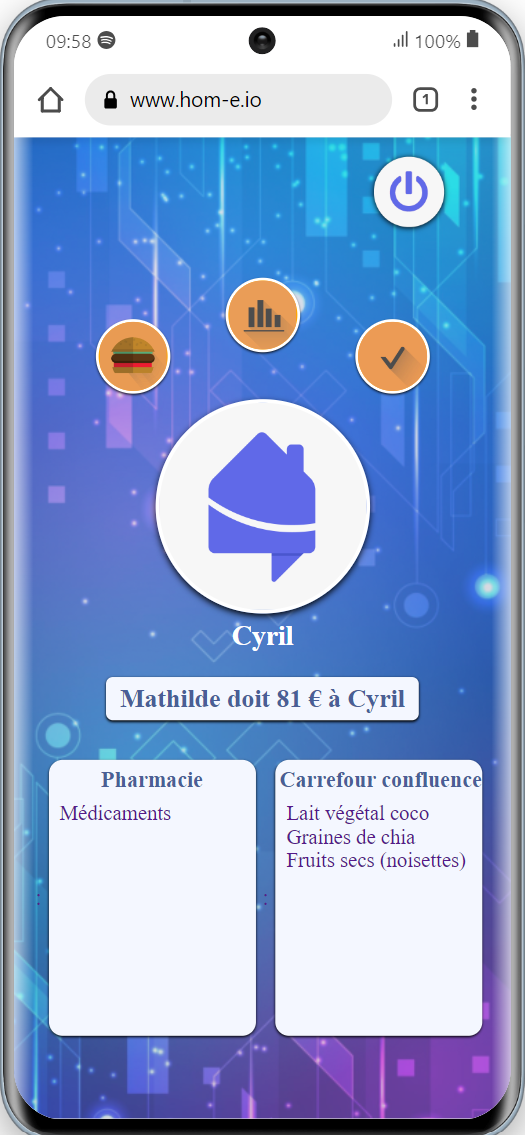 09:58
100%
www.hom-e.io
1
Cyril
Mathilde doit 81 € à Cyril
Pharmacie
Médicaments
Carrefour confluence
Lait végétal coco
Graines de chia
Fruits secs (noisettes)
:
: